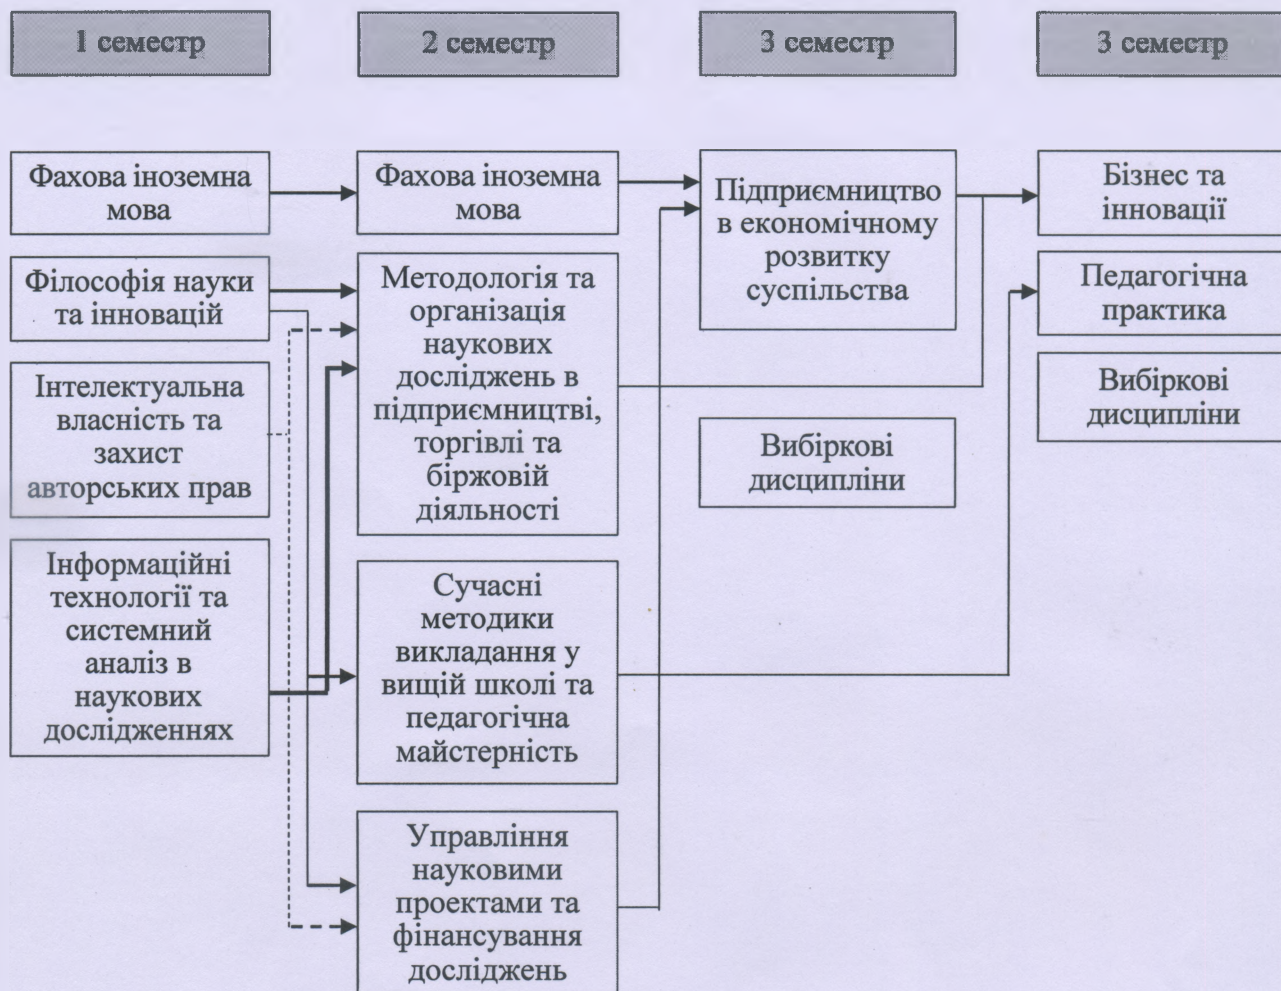 1 семестр
2 семестр
3 семестр
3 семестр
Фахова іноземна
мова
Філософія науки
та інновацій
Інтелектуальна
власність та
захист
авторських прав
Інформаційні
технології та
системний
аналіз в
наукових
дослідженнях
Фахова іноземна
мова
Методологія та
організація
наукових
досліджень в
підприємництві,
торгівлі та
біржовій
діяльності
Сучасні
методики
викладання у
вищій школі та
педагогічна
майстерність
Управління
науковими
проектами та
фінансування
досліджень
Підприємництво
в економічному
розвитку
суспільства
Вибіркові
дисципліни
Бізнес та
інновації
Педагогічна
практика
Вибіркові
дисципліни